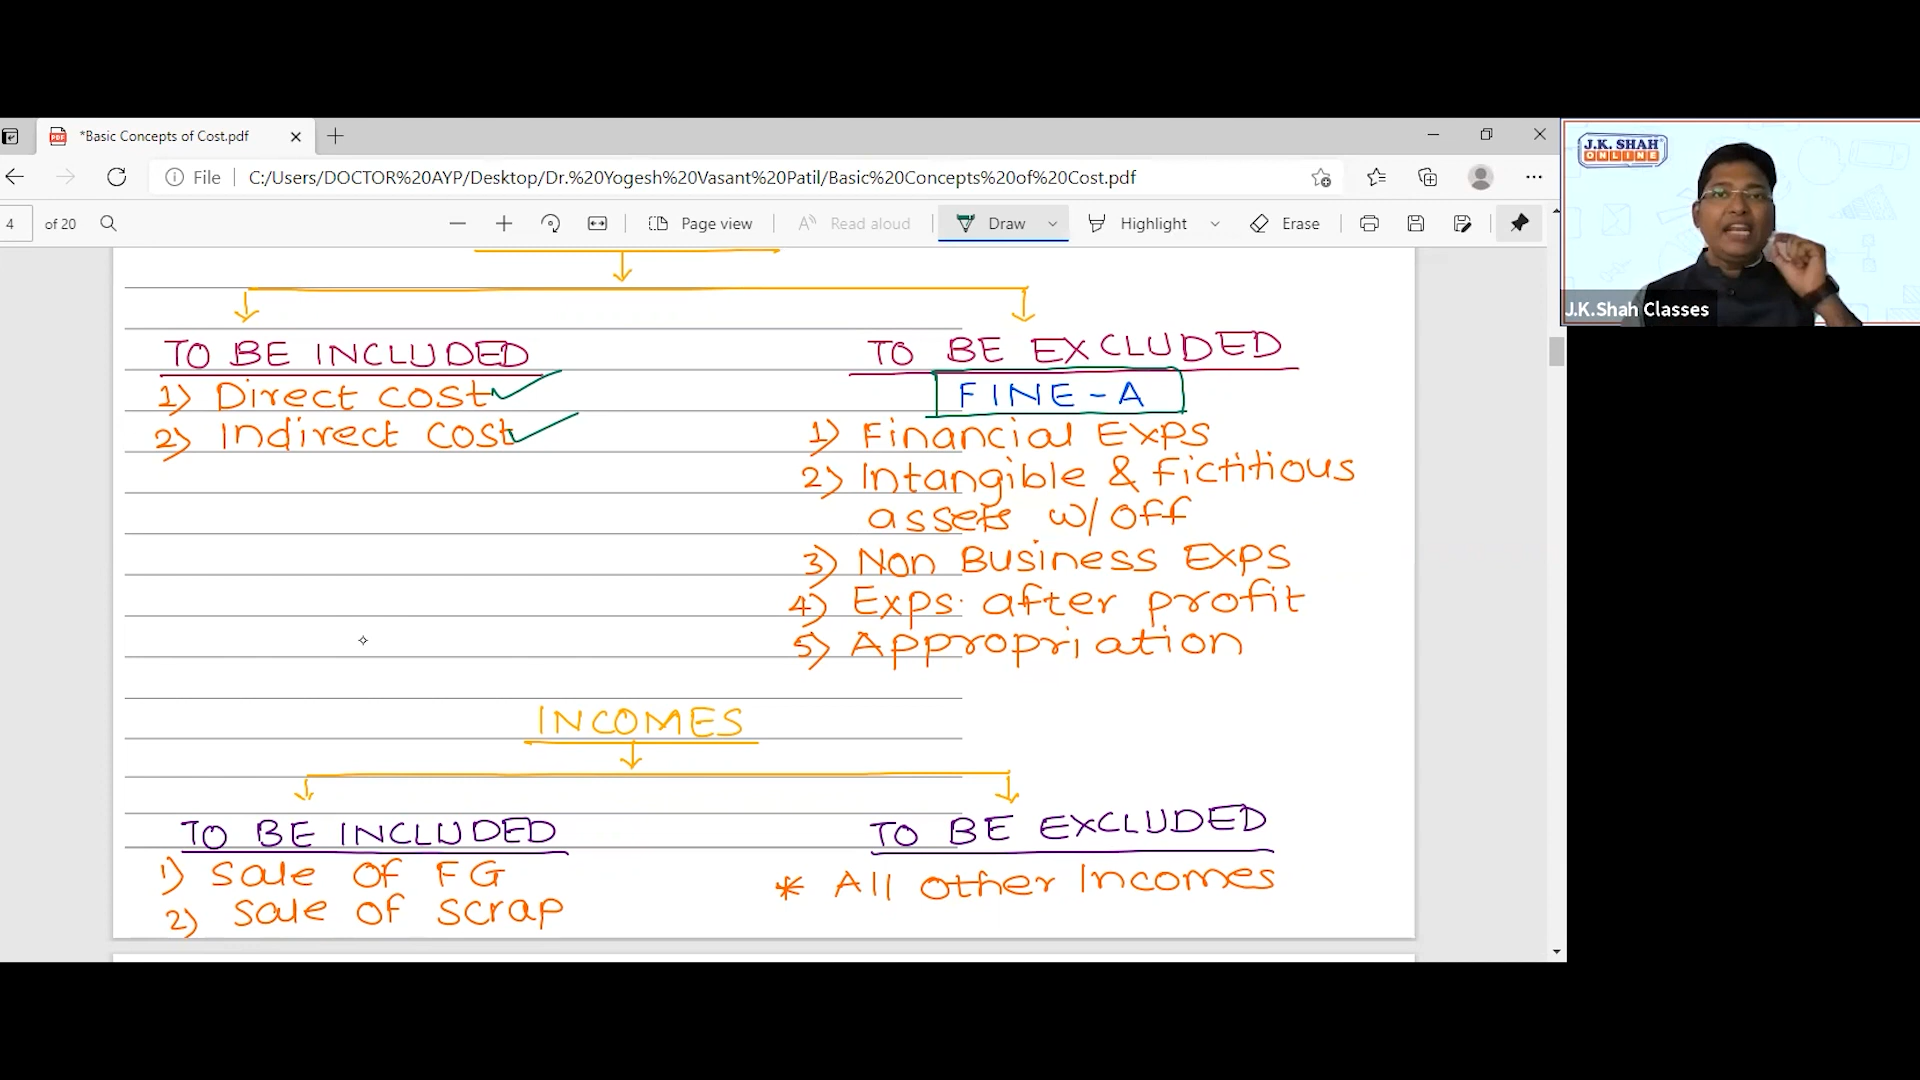 *Basic Concepts of Cost.pdf
File C:/Users/DOCTOR%20AYP/Desktop/Dr.%20Yogesh%20Vasant%20Patil/Basic%20Concepts%20of%20Cost.pdf
4 of 20 Page view Read aloud Draw Highlight Erase
J.K. SHAH
ONLINE
J.K.Shah Classes
TO BE INCLUDED
1) Direct cost
2) Indirect cost
TO BE EXCLUDED
FINE-A
1) Financial Exps
2) Intangible & Fictitious
assets w/off
3) Non Business Exps
4) Exps. after profit
5) Appropriation
INCOMES
TO BE INCLUDED
1) Sale of FG
2) Sale of scrap
TO BE EXCLUDED
* All other Incomes